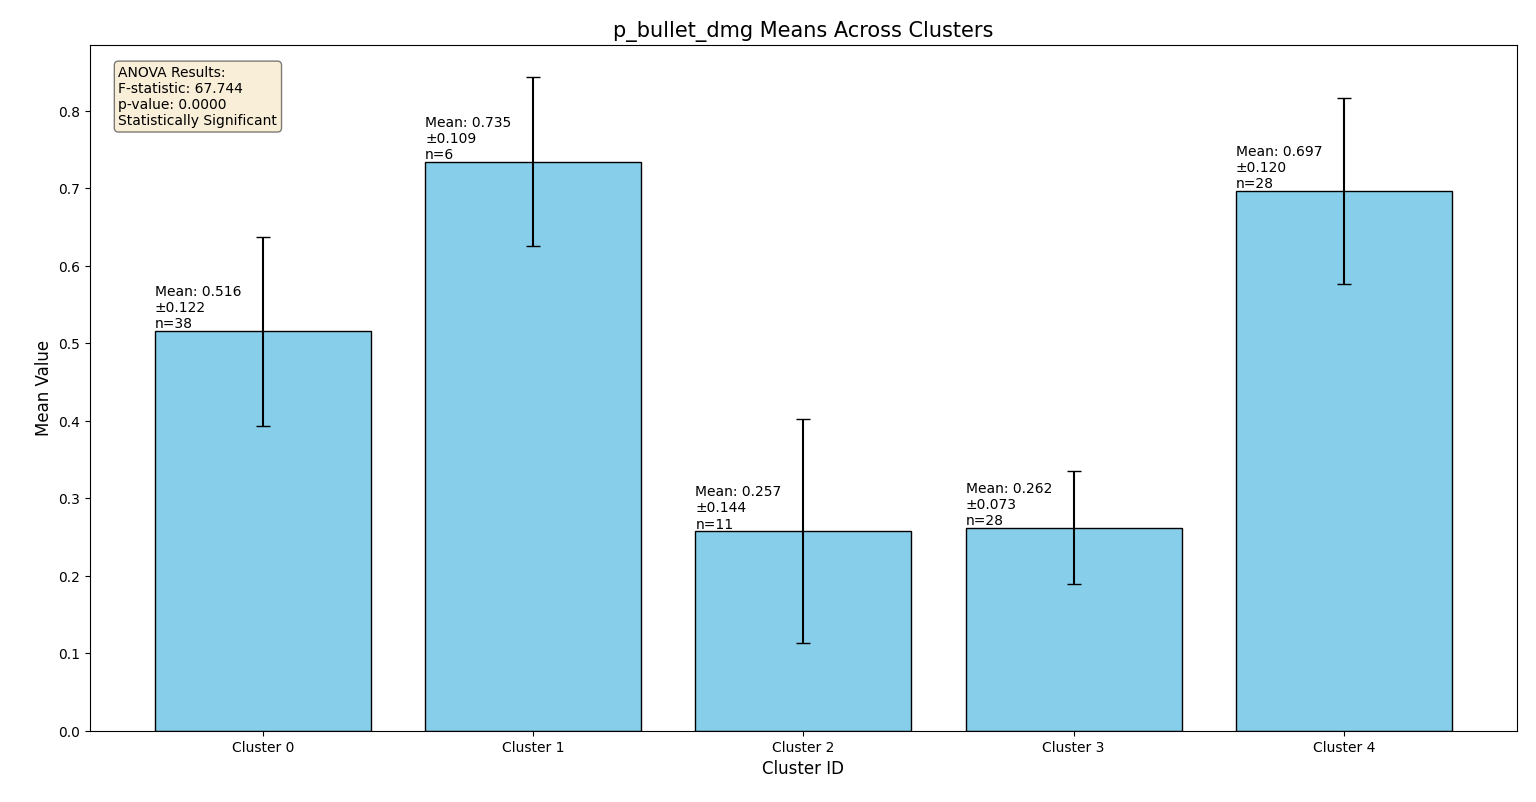 p_bullet_dmg Means Across Clusters
ANOVA Results:
F-statistic: 67.744
p-value: 0.0000
Statistically Significant
Mean: 0.735
±0.109
n=6
Mean: 0.697
±0.120
n=28
Mean: 0.516
±0.122
n=38
Mean: 0.257
±0.144
n=11
Mean: 0.262
±0.073
n=28
Mean Value
0.8
0.7
0.6
0.5
0.4
0.3
0.2
0.1
0.0
Cluster 0
Cluster 1
Cluster 2
Cluster 3
Cluster 4
Cluster ID